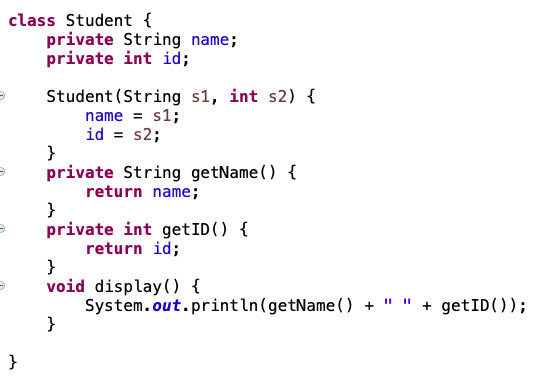 class Student {
    private String name;
    private int id;

    Student(String s1, int s2) {
        name = s1;
        id = s2;
    }
    private String getName() {
        return name;
    }
    private int getID() {
        return id;
    }
    void display() {
        System.out.println(getName() + " " + getID());
    }

}